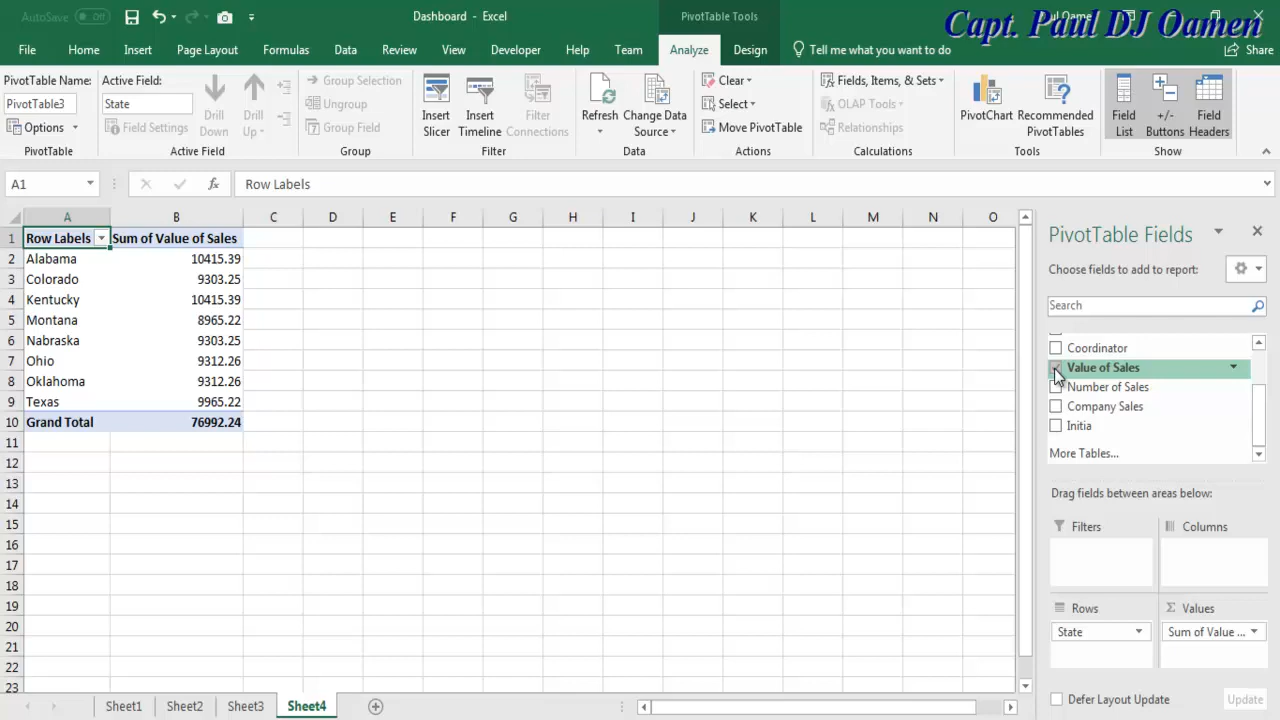 AutoSave Off
Dashboard - Excel
PivotTable Tools
Capt. Paul DJ Oamen
File Home Insert Page Layout Formulas Data Review View Developer Help Team Analyze Design Tell me what you want to do Share
PivotTable Name:
PivotTable3
Options
PivotTable
Active Field:
State
Field Settings
Drill Down
Drill Up
Active Field
Group Selection
Ungroup
Group Field
Group
Insert Slicer
Insert Timeline
Filter Connections
Filter
Refresh
Change Data Source
Data
Clear
Select
Move PivotTable
Actions
Fields, Items, & Sets
OLAP Tools
Relationships
Calculations
PivotChart
Recommended PivotTables
Tools
Field List
+/- Buttons
Field Headers
Show
A1 fx Row Labels
A B C D E F G H I J K L M N O
1 Row Labels Sum of Value of Sales
2 Alabama 10415.39
3 Colorado 9303.25
4 Kentucky 10415.39
5 Montana 8965.22
6 Nabraska 9303.25
7 Ohio 9312.26
8 Oklahoma 9312.26
9 Texas 9965.22
10 Grand Total 76992.24
11
12
13
14
15
16
17
18
19
20
21
22
23
PivotTable Fields
Choose fields to add to report:
Search
Coordinator
Value of Sales
Number of Sales
Company Sales
Initia
More Tables...
Drag fields between areas below:
Filters Columns
Rows Σ Values
State Sum of Value ...
Defer Layout Update Update
Sheet1 Sheet2 Sheet3 Sheet4